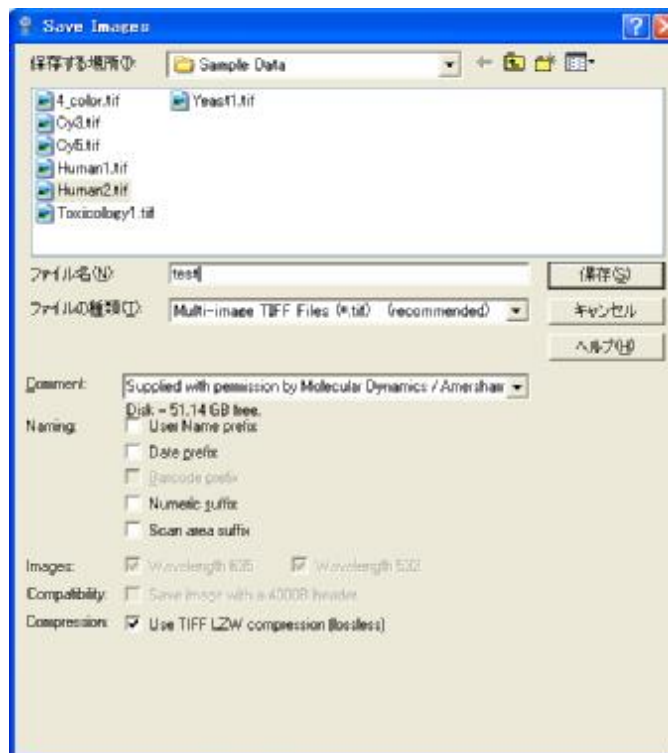 Save Images
保存する場所(I):
Sample Data
4_color.tif
Cy3.tif
Cy5.tif
Human1.tif
Human2.tif
Toxicology1.tif
Yeast1.tif
ファイル名(N):
test
保存(S)
ファイルの種類(T):
Multi-image TIFF Files (*.tif) (recommended)
キャンセル
ヘルプ(H)
Comment:
Supplied with permission by Molecular Dynamics / Amersham
Disk = 51.14 GB free.
Naming:
User Name prefix
Date prefix
Barcode prefix
Numeric suffix
Scan area suffix
Images:
Wavelength 635
Wavelength 532
Compatibility:
Save image with a 4000B header
Compression:
Use TIFF LZW compression (lossless)